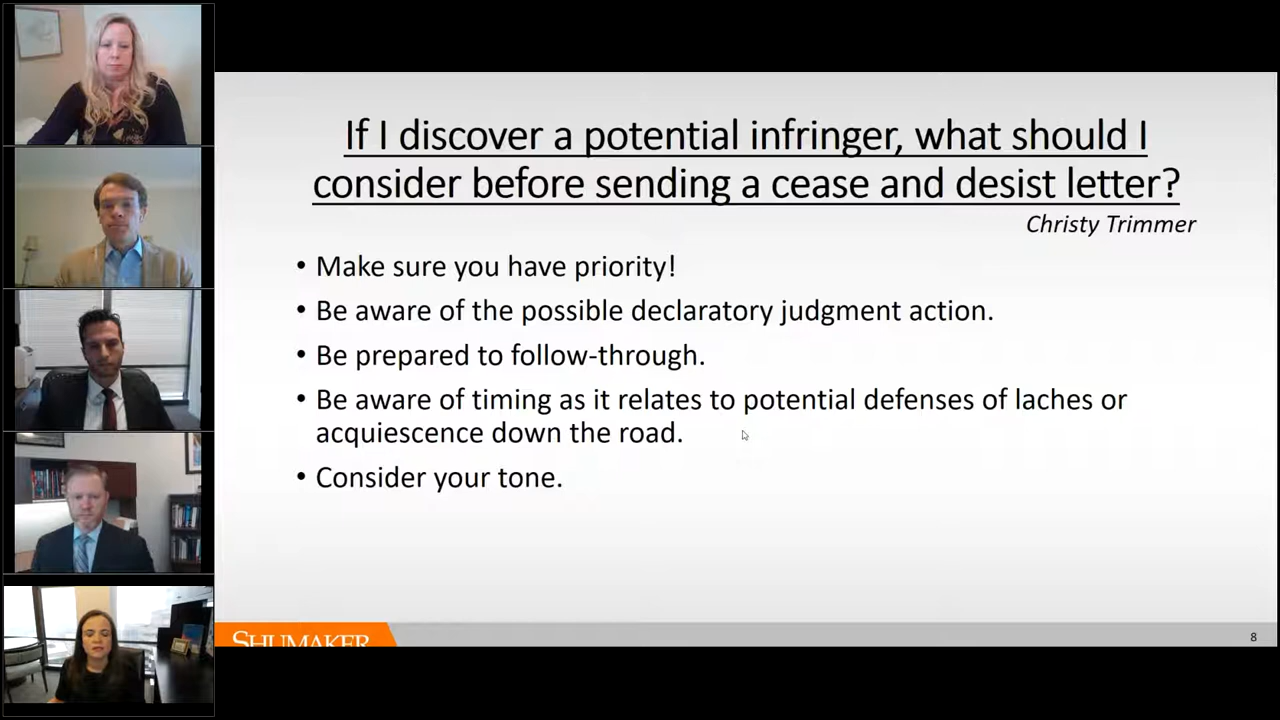 If I discover a potential infringer, what should I
consider before sending a cease and desist letter?
Christy Trimmer
• Make sure you have priority!
• Be aware of the possible declaratory judgment action.
• Be prepared to follow-through.
• Be aware of timing as it relates to potential defenses of laches or
acquiescence down the road.
• Consider your tone.
SHUMAKER
8